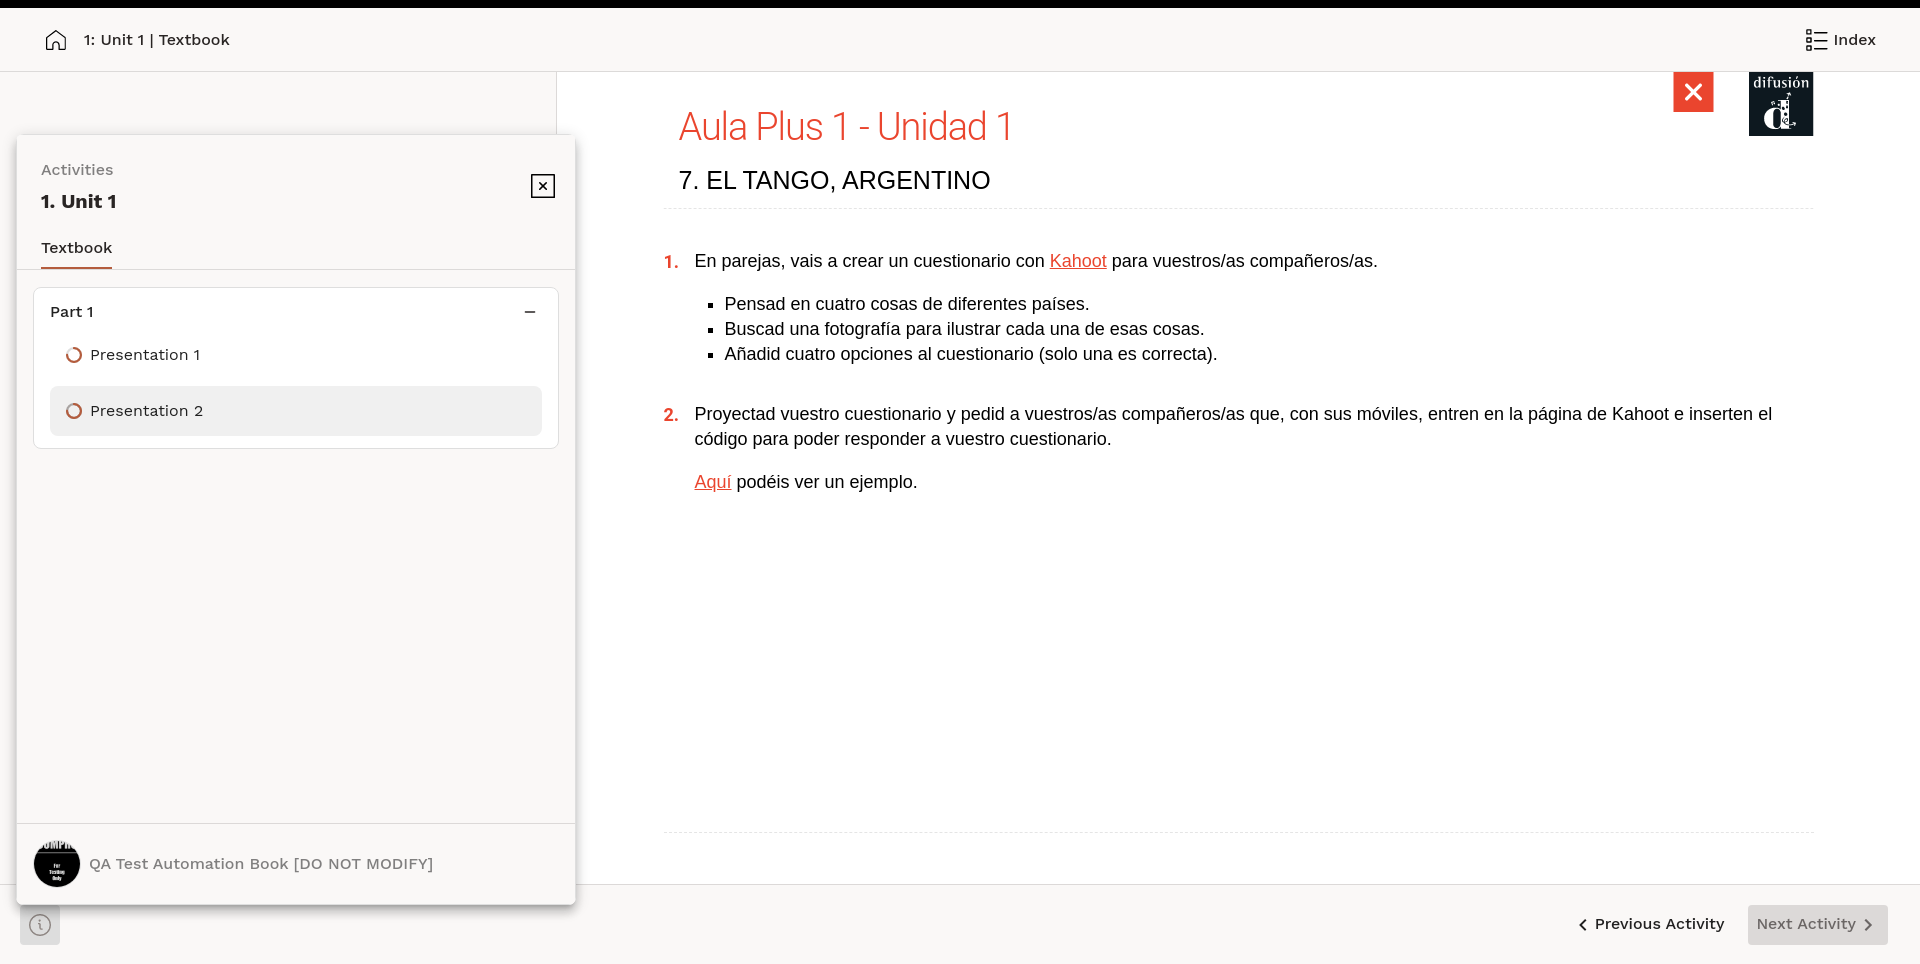 1: Unit 1 | Textbook
Index
Activities
1. Unit 1
Textbook
Part 1
Presentation 1
Presentation 2
For
Testing
Only
QA Test Automation Book [DO NOT MODIFY]
difusión
Aula Plus 1 - Unidad 1
7. EL TANGO, ARGENTINO
1. En parejas, vais a crear un cuestionario con Kahoot para vuestros/as compañeros/as.
▪ Pensad en cuatro cosas de diferentes países.
▪ Buscad una fotografía para ilustrar cada una de esas cosas.
▪ Añadid cuatro opciones al cuestionario (solo una es correcta).
2. Proyectad vuestro cuestionario y pedid a vuestros/as compañeros/as que, con sus móviles, entren en la página de Kahoot e inserten el
código para poder responder a vuestro cuestionario.
Aquí podéis ver un ejemplo.
Previous Activity
Next Activity